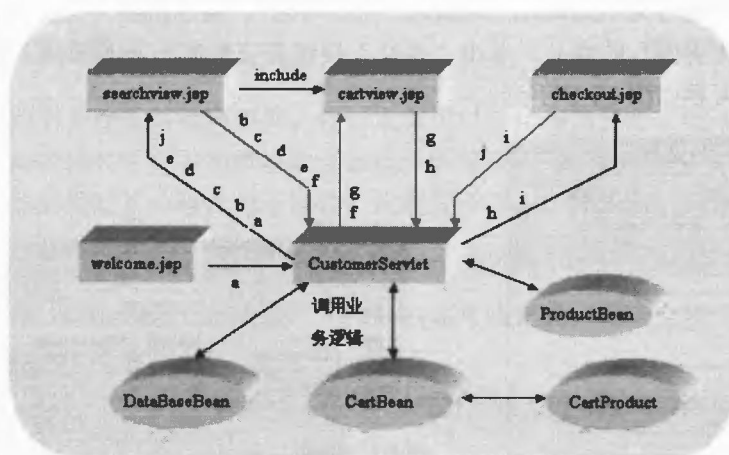 include
searchview.jsp
cartview.jsp
checkout.jsp
b
c
d
e
f
j
e
d
c
b
a
g
h
g
f
i
j
h
i
welcome.jsp
a
CustomerServlet
调用业
务逻辑
ProductBean
DataBaseBean
CartBean
CartProduct